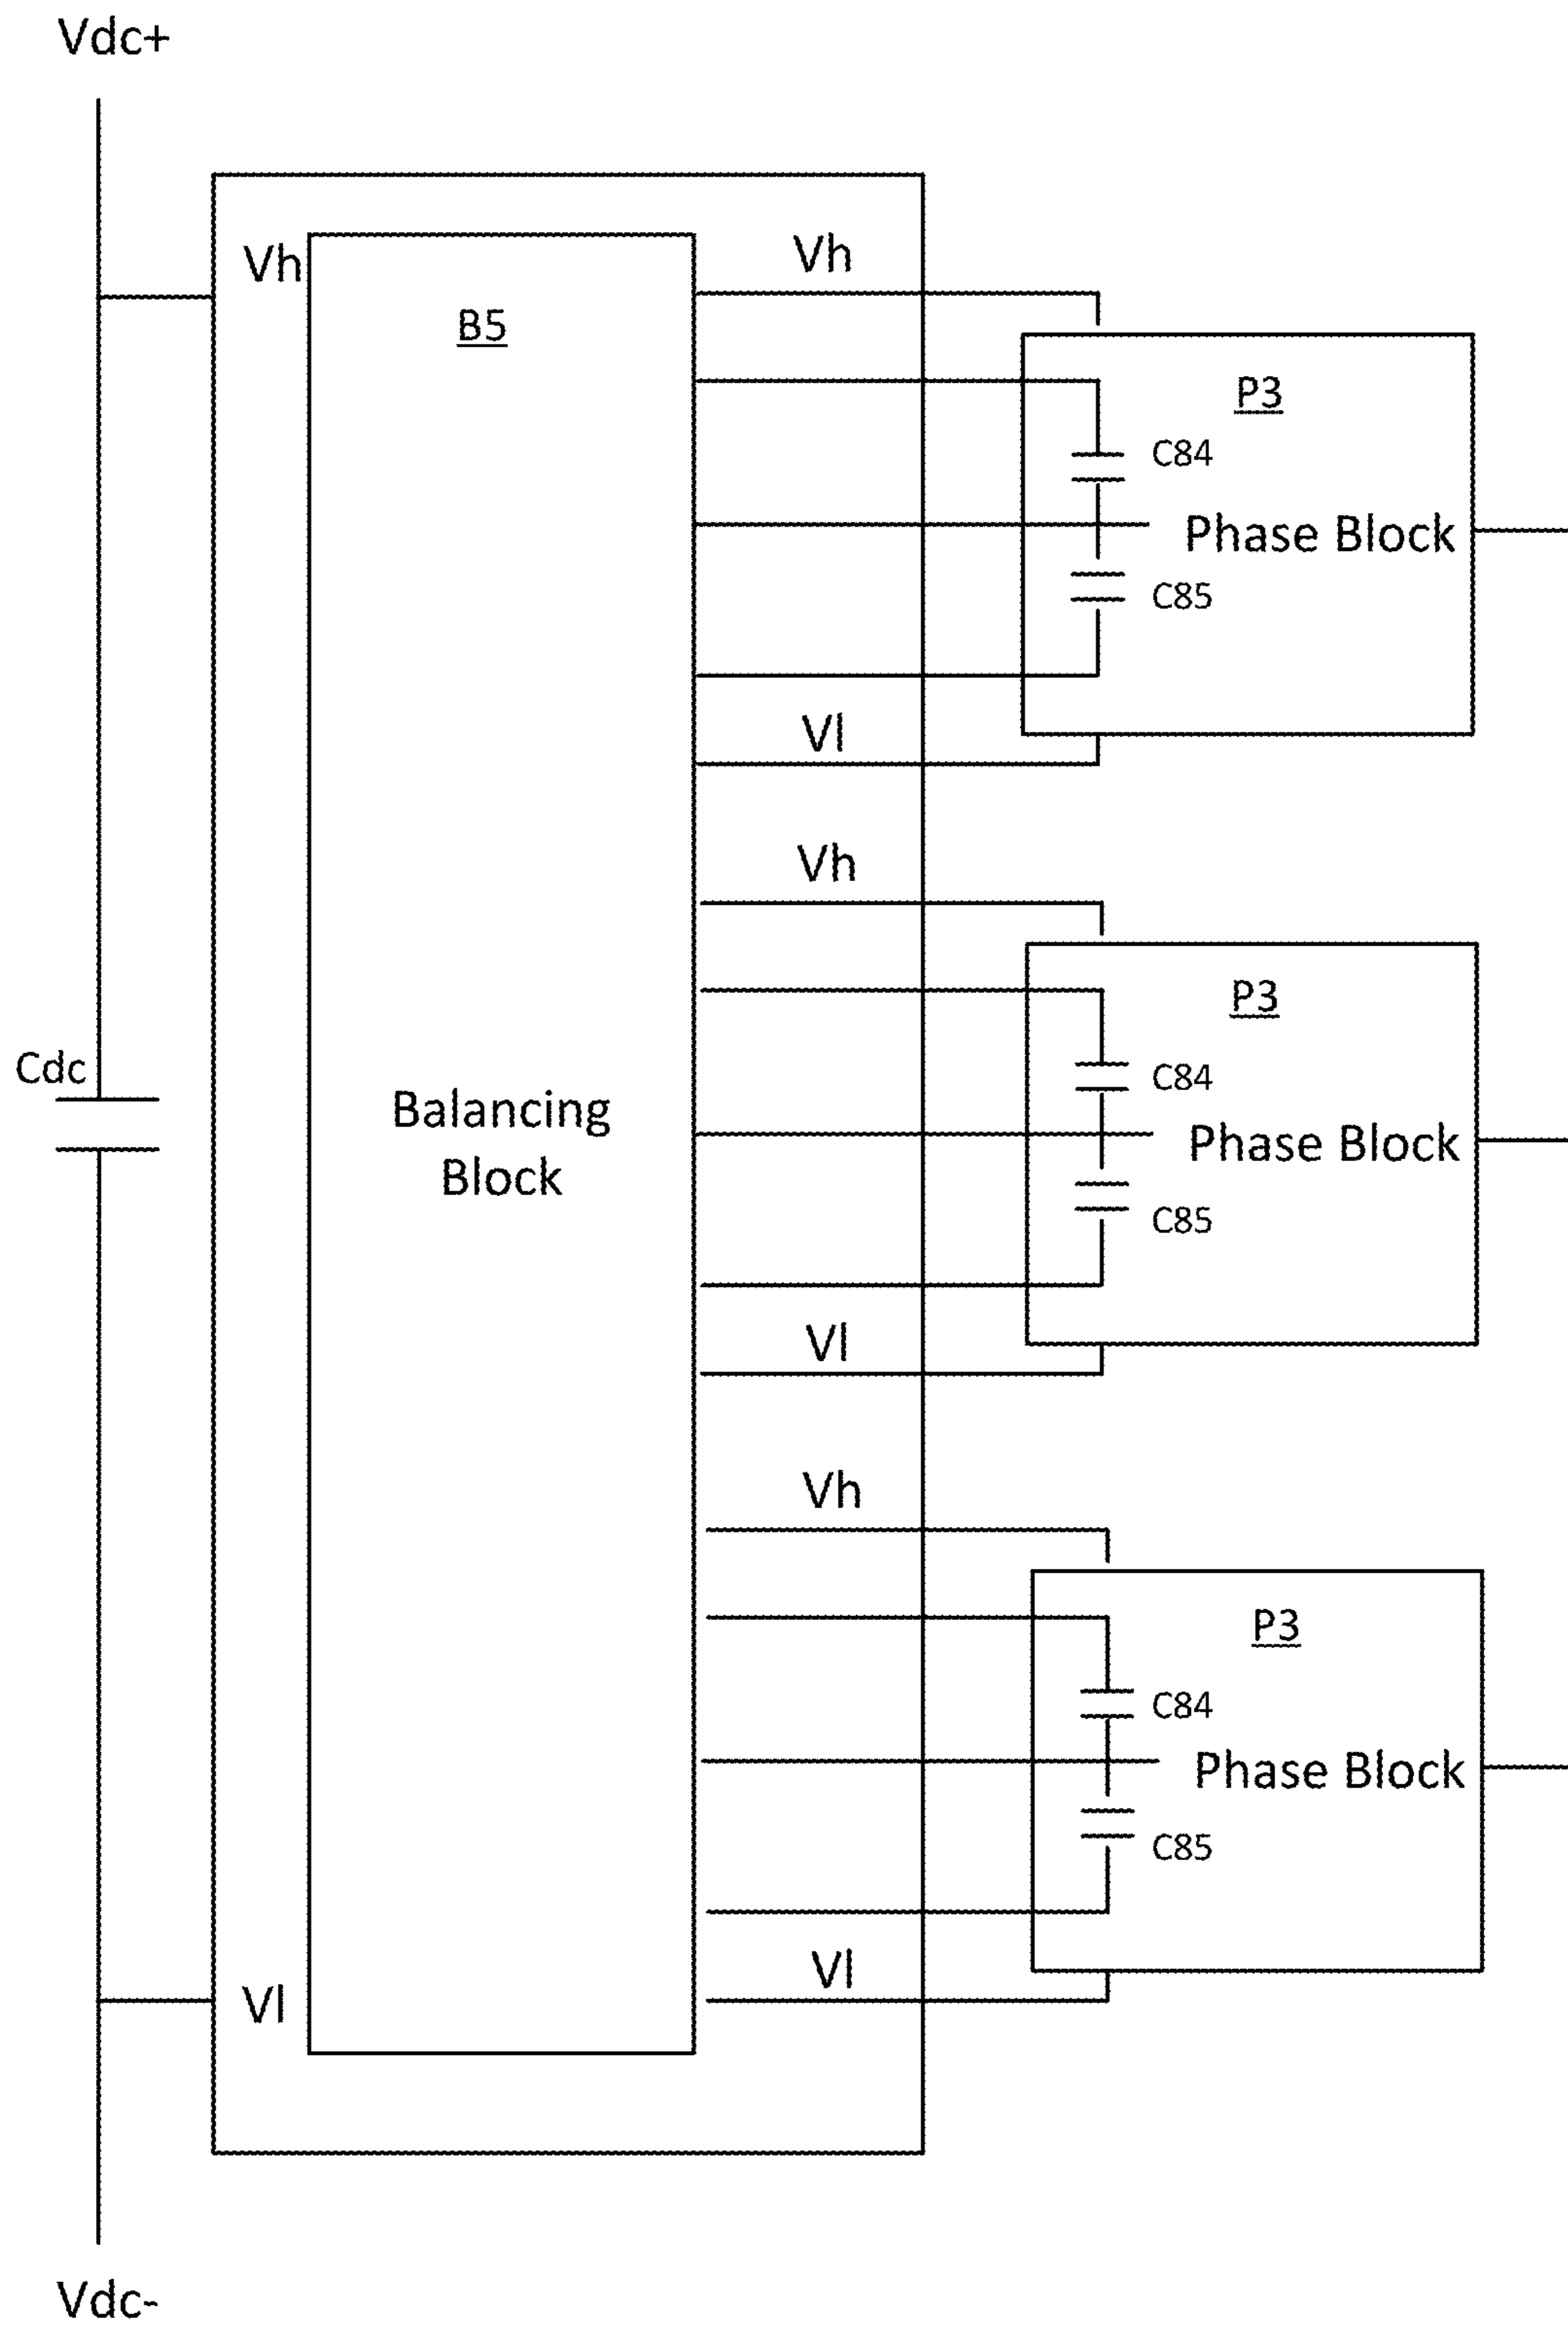 Vdc+
Vh
Vh
B5
P3
C84
Phase Block
C85
Vl
Vh
P3
Cdc
C84
Balancing
Block
Phase Block
C85
Vl
Vh
P3
C84
Phase Block
C85
Vl
Vl
Vdc-